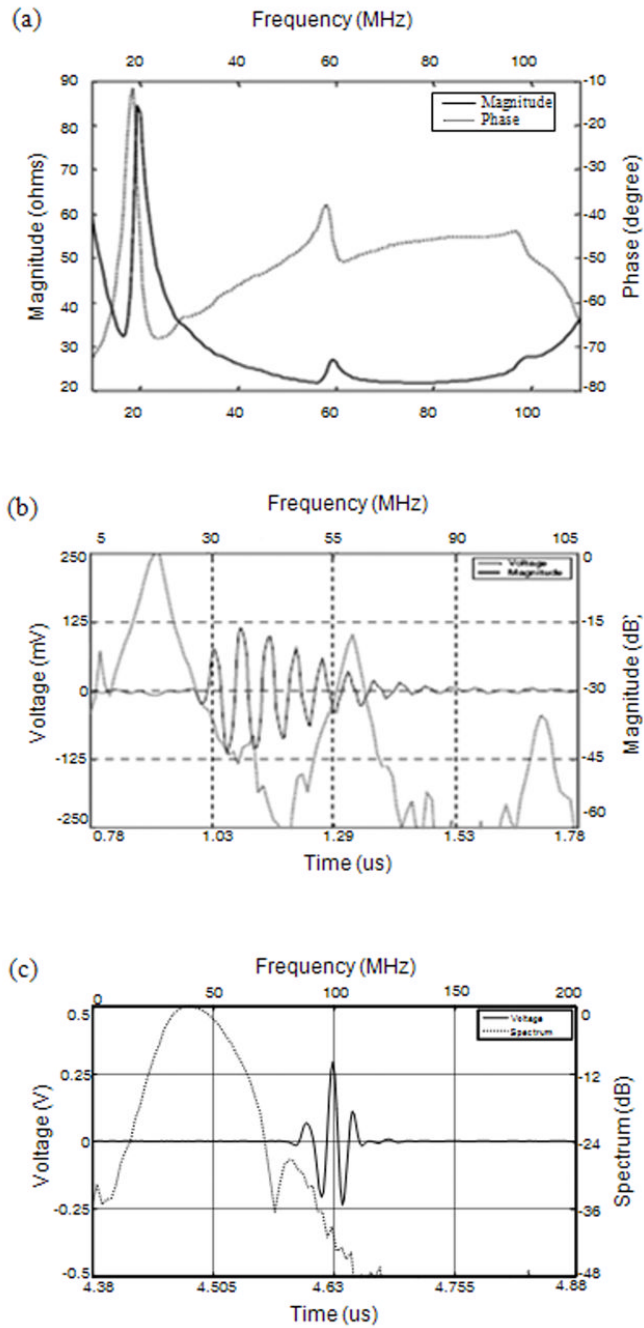 (a)
Frequency (MHz)
20 40 60 80 100
90 -10
80 -20
70 -30
60 -40
50 -50
40 -60
30 -70
20 -80
Magnitude
Phase
Magnitude (ohms)
Phase (degree)
20 40 60 80 100
(b)
Frequency (MHz)
5 30 55 90 105
250 0
125 -15
0 -30
-125 -45
-250 -60
Voltage
Magnitude
Voltage (mV)
Magnitude (dB)
0.78 1.03 1.29 1.53 1.78
Time (us)
(c)
Frequency (MHz)
0 50 100 150 200
0.5 0
0.25 -12
0 -24
-0.25 -36
-0.5 -48
Voltage
Spectrum
Voltage (V)
Spectrum (dB)
4.38 4.505 4.63 4.755 4.88
Time (us)